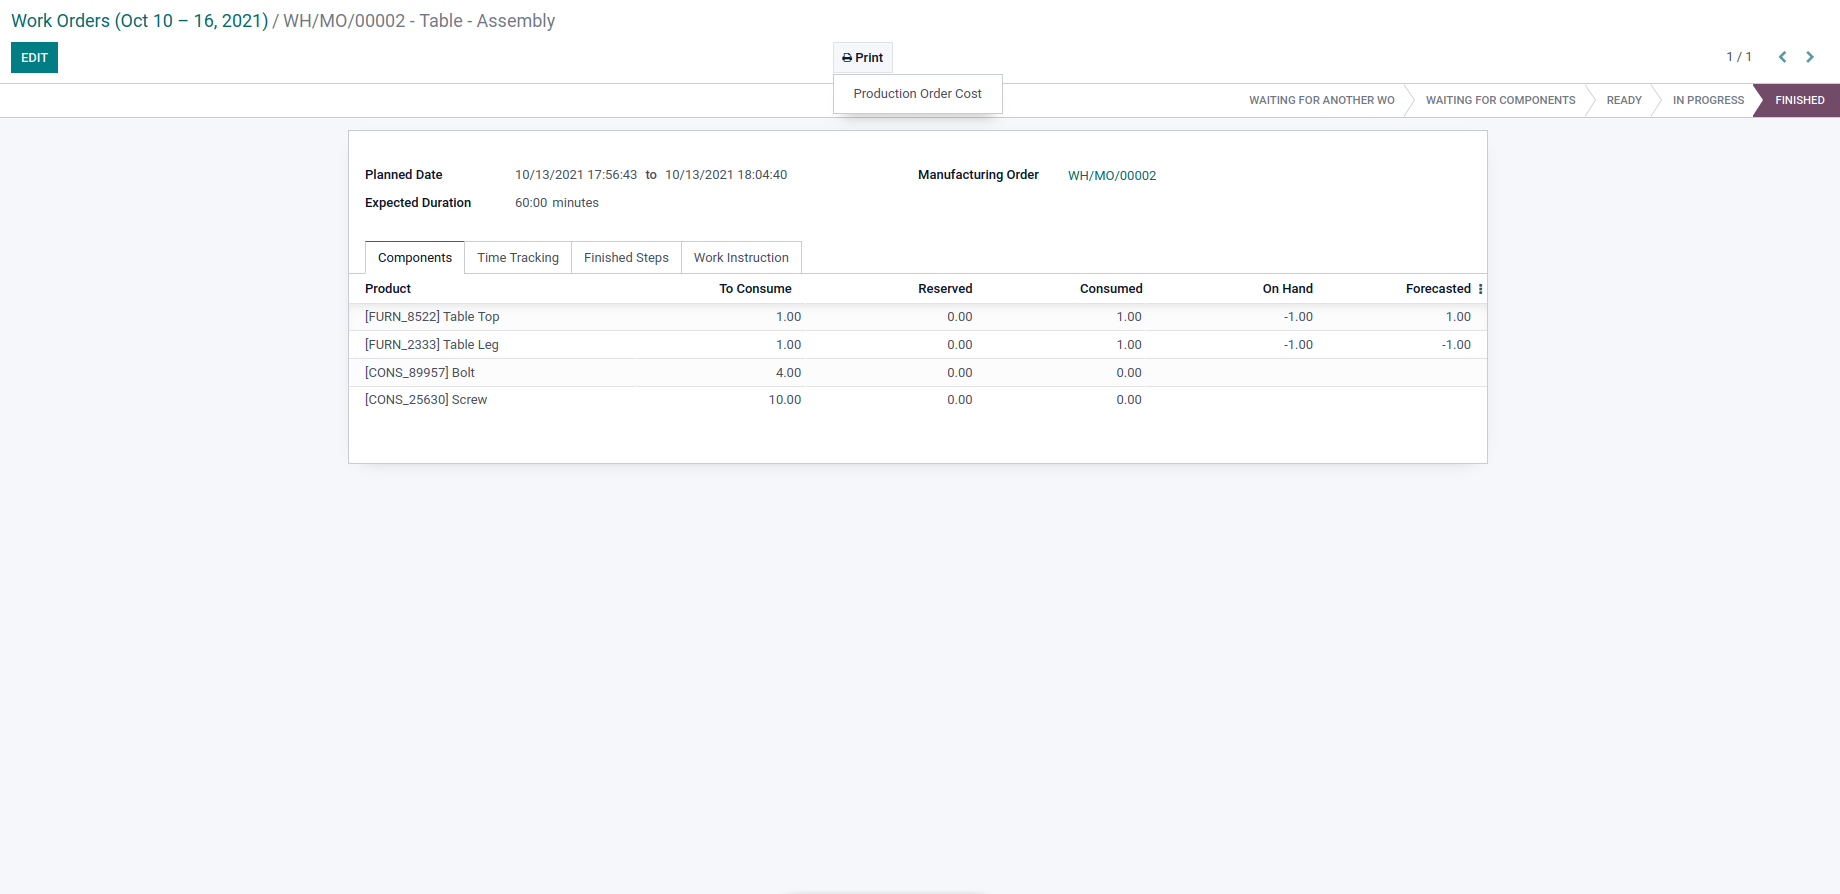 Work Orders (Oct 10 – 16, 2021) / WH/MO/00002 - Table - Assembly
EDIT Print 1 / 1
Production Order Cost
WAITING FOR ANOTHER WO WAITING FOR COMPONENTS READY IN PROGRESS FINISHED
Planned Date 10/13/2021 17:56:43 to 10/13/2021 18:04:40 Manufacturing Order WH/MO/00002
Expected Duration 60:00 minutes
Components Time Tracking Finished Steps Work Instruction
Product To Consume Reserved Consumed On Hand Forecasted
[FURN_8522] Table Top 1.00 0.00 1.00 -1.00 1.00
[FURN_2333] Table Leg 1.00 0.00 1.00 -1.00 -1.00
[CONS_89957] Bolt 4.00 0.00 0.00
[CONS_25630] Screw 10.00 0.00 0.00